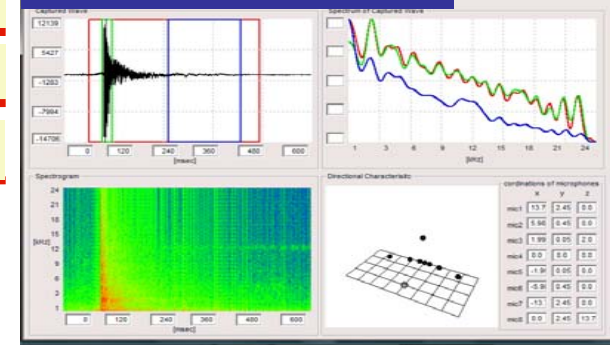 Captured Wave
12139
5427
-1283
-7994
-14706
0 120 240 360 480 600
[msec]
Spectrum of Captured Wave
1 3 6 9 12 15 18 21 24
[kHz]
Spectrogram
24
21
18
15
[kHz]
12
9
6
3
1
0 120 240 360 480 600
[msec]
Directional Characteristic
cordinations of microphones
x y z
mic1 13.7 2.45 0.0
mic2 5.98 0.45 0.0
mic3 1.99 0.05 2.0
mic4 0.0 0.0 0.0
mic5 -1.9 0.05 0.0
mic6 -5.9 0.45 0.0
mic7 -13. 2.45 0.0
mic8 0.0 2.45 13.7